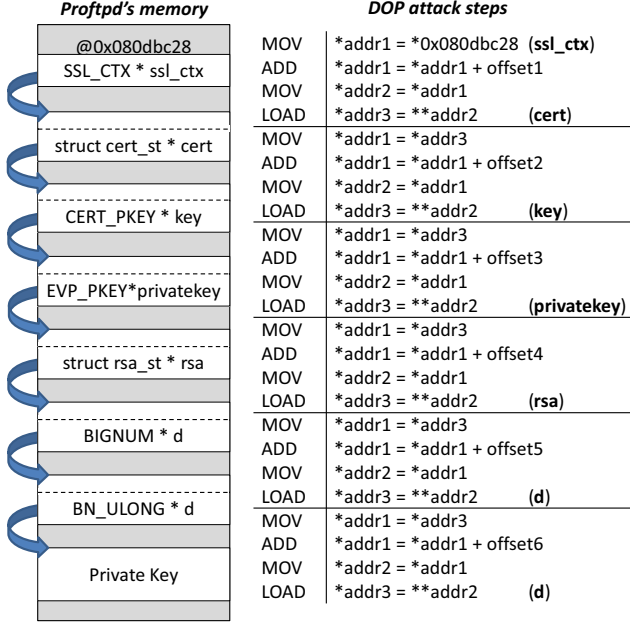 Proftpd's memory
DOP attack steps
@0x080dbc28
SSL_CTX * ssl_ctx
struct cert_st * cert
CERT_PKEY * key
EVP_PKEY*privatekey
struct rsa_st * rsa
BIGNUM * d
BN_ULONG * d
Private Key
MOV *addr1 = *0x080dbc28 (ssl_ctx)
ADD *addr1 = *addr1 + offset1
MOV *addr2 = *addr1
LOAD *addr3 = **addr2 (cert)
MOV *addr1 = *addr3
ADD *addr1 = *addr1 + offset2
MOV *addr2 = *addr1
LOAD *addr3 = **addr2 (key)
MOV *addr1 = *addr3
ADD *addr1 = *addr1 + offset3
MOV *addr2 = *addr1
LOAD *addr3 = **addr2 (privatekey)
MOV *addr1 = *addr3
ADD *addr1 = *addr1 + offset4
MOV *addr2 = *addr1
LOAD *addr3 = **addr2 (rsa)
MOV *addr1 = *addr3
ADD *addr1 = *addr1 + offset5
MOV *addr2 = *addr1
LOAD *addr3 = **addr2 (d)
MOV *addr1 = *addr3
ADD *addr1 = *addr1 + offset6
MOV *addr2 = *addr1
LOAD *addr3 = **addr2 (d)